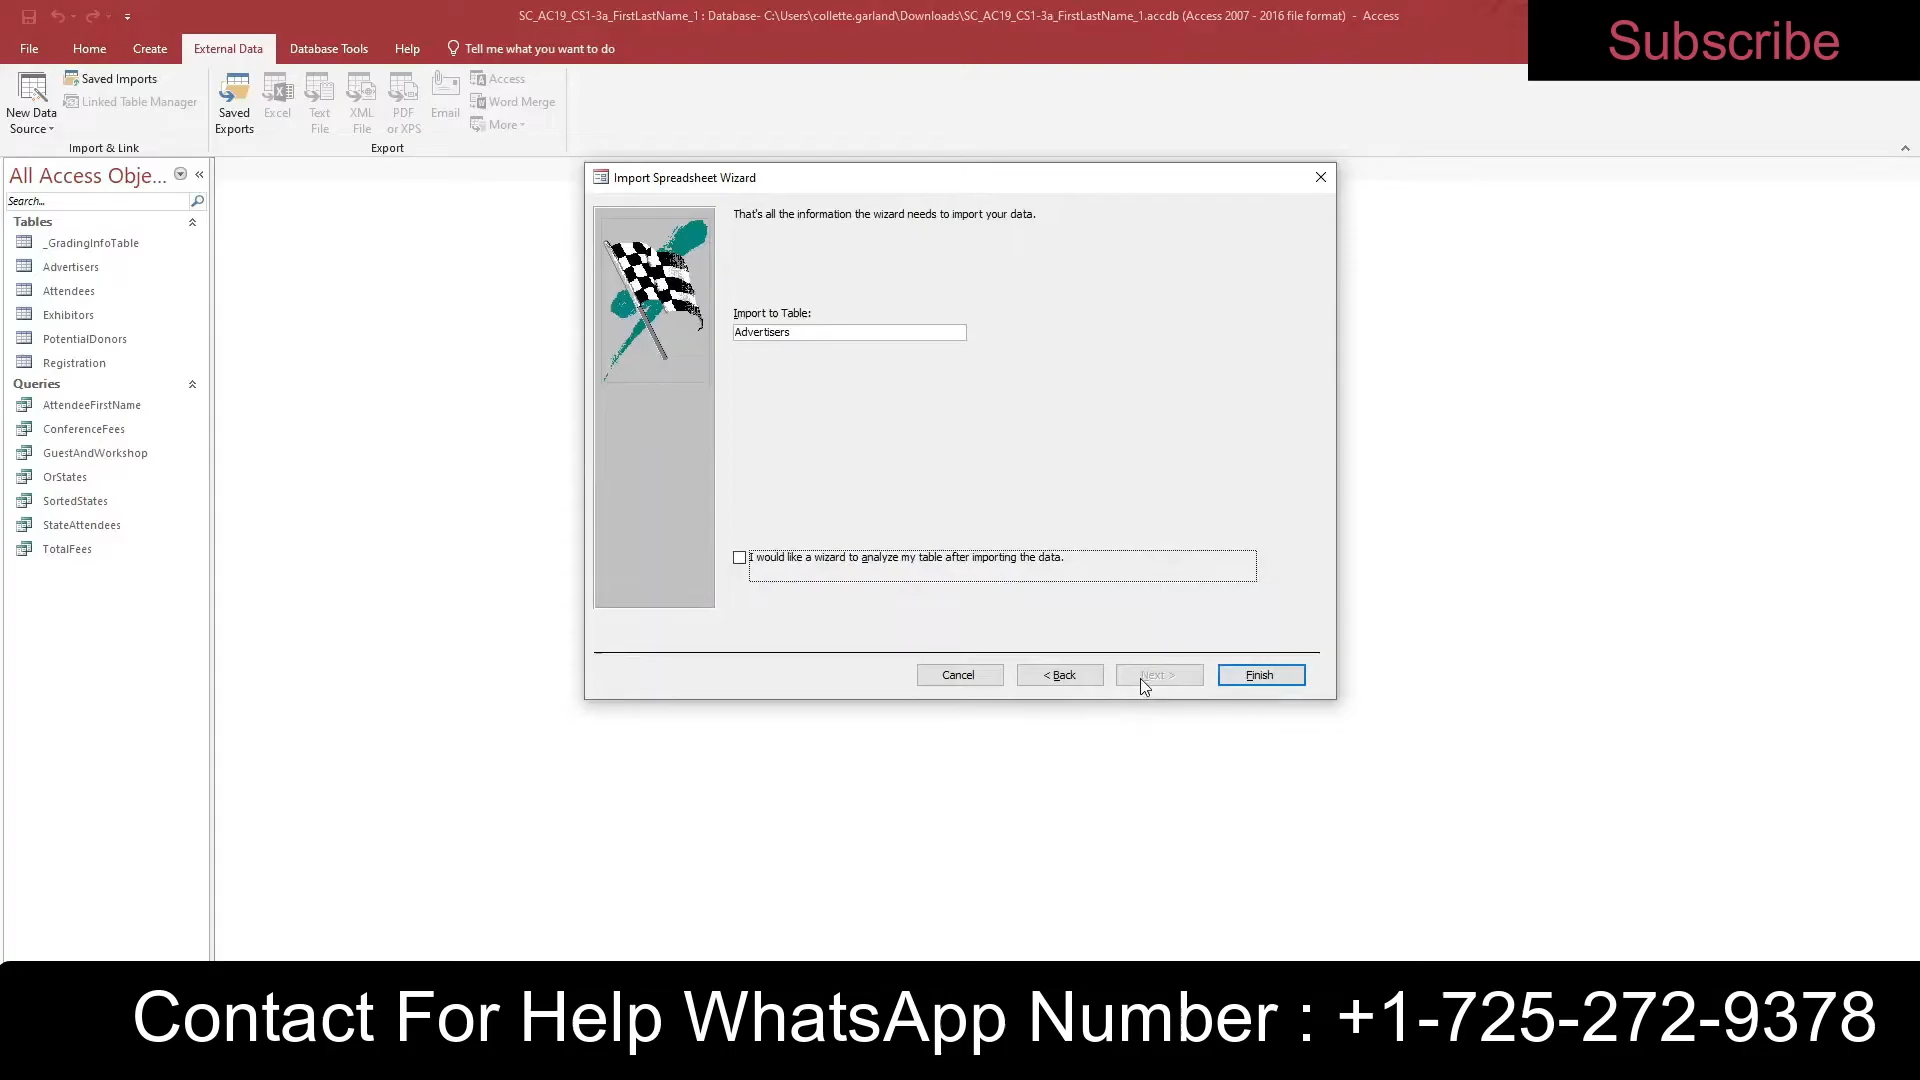 SC_AC19_CS1-3a_FirstLastName_1 : Database- C:\Users\collette.garland\Downloads\SC_AC19_CS1-3a_FirstLastName_1.accdb (Access 2007 - 2016 file format)  -  Access
Subscribe
File Home Create External Data Database Tools Help Tell me what you want to do
New Data Source
Saved Imports
Linked Table Manager
Import & Link
Saved Exports
Excel
Text File
XML File
PDF or XPS
Email
Access
Word Merge
More
Export
All Access Obje...
Search...
Tables
_GradingInfoTable
Advertisers
Attendees
Exhibitors
PotentialDonors
Registration
Queries
AttendeeFirstName
ConferenceFees
GuestAndWorkshop
OrStates
SortedStates
StateAttendees
TotalFees
Import Spreadsheet Wizard
That's all the information the wizard needs to import your data.
Import to Table:
Advertisers
I would like a wizard to analyze my table after importing the data.
Cancel
< Back
Next >
Finish
Contact For Help WhatsApp Number : +1-725-272-9378